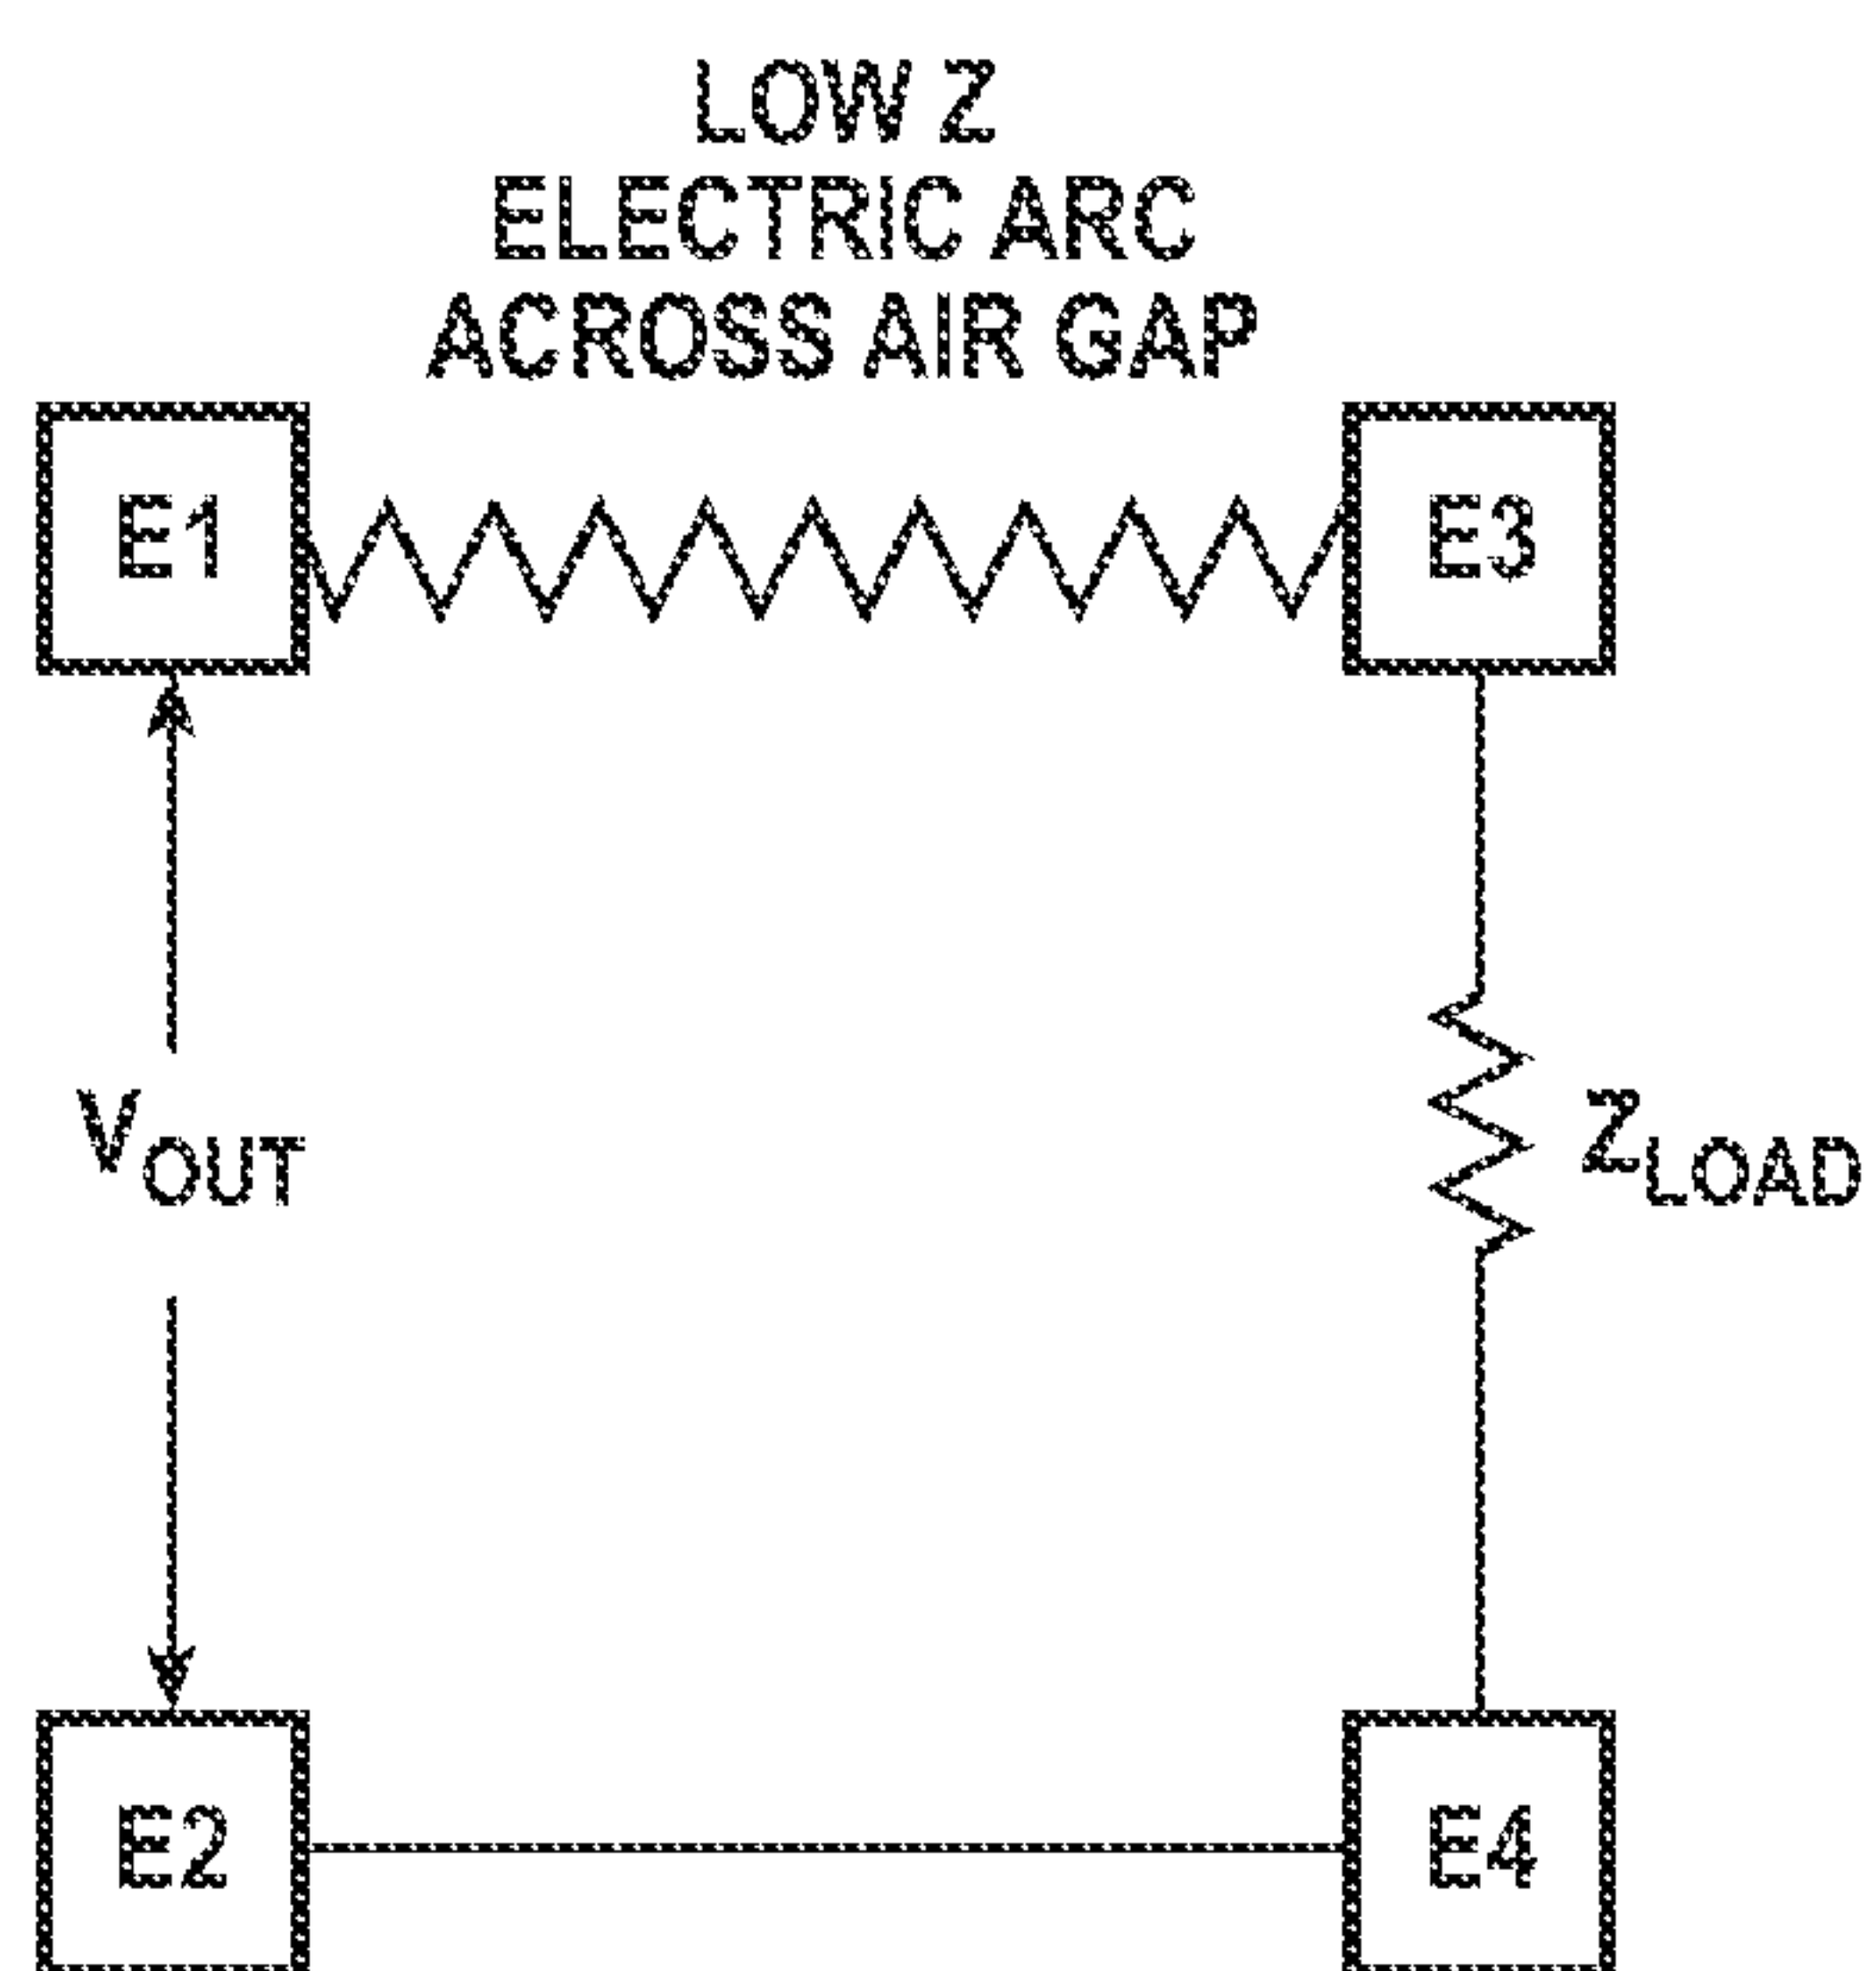 LOW Z
ELECTRIC ARC
ACROSS AIR GAP
E1
E3
VOUT
ZLOAD
E2
E4